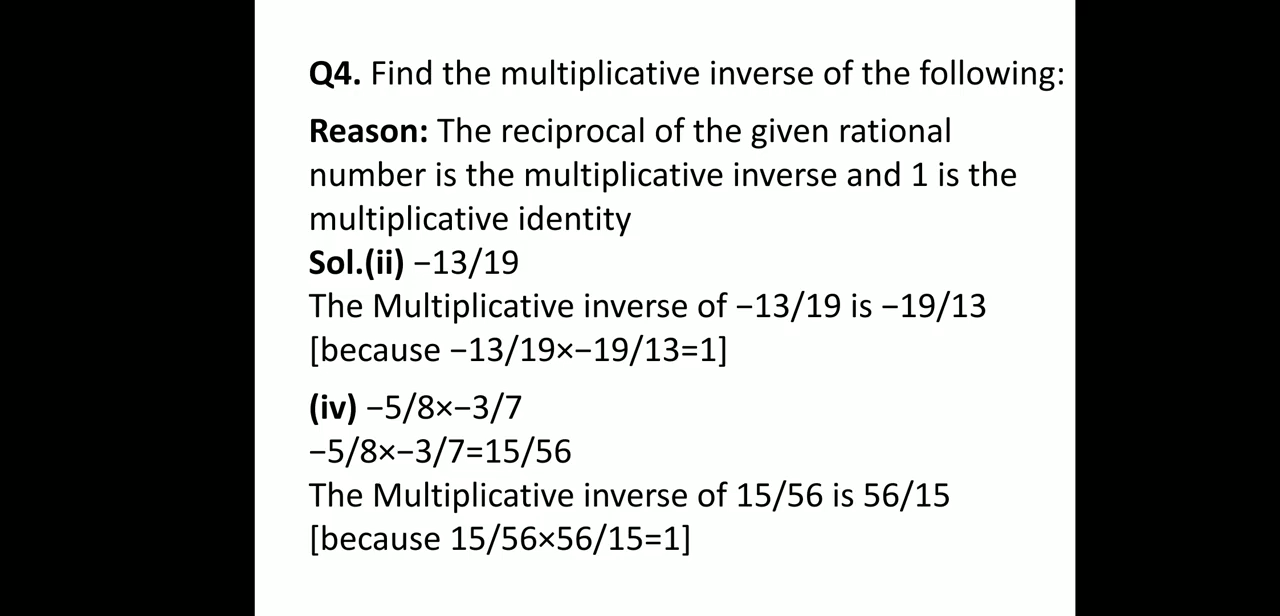 Q4. Find the multiplicative inverse of the following:
Reason: The reciprocal of the given rational
number is the multiplicative inverse and 1 is the
multiplicative identity
Sol.(ii) −13/19
The Multiplicative inverse of −13/19 is −19/13
[because −13/19×−19/13=1]
(iv) −5/8×−3/7
−5/8×−3/7=15/56
The Multiplicative inverse of 15/56 is 56/15
[because 15/56×56/15=1]